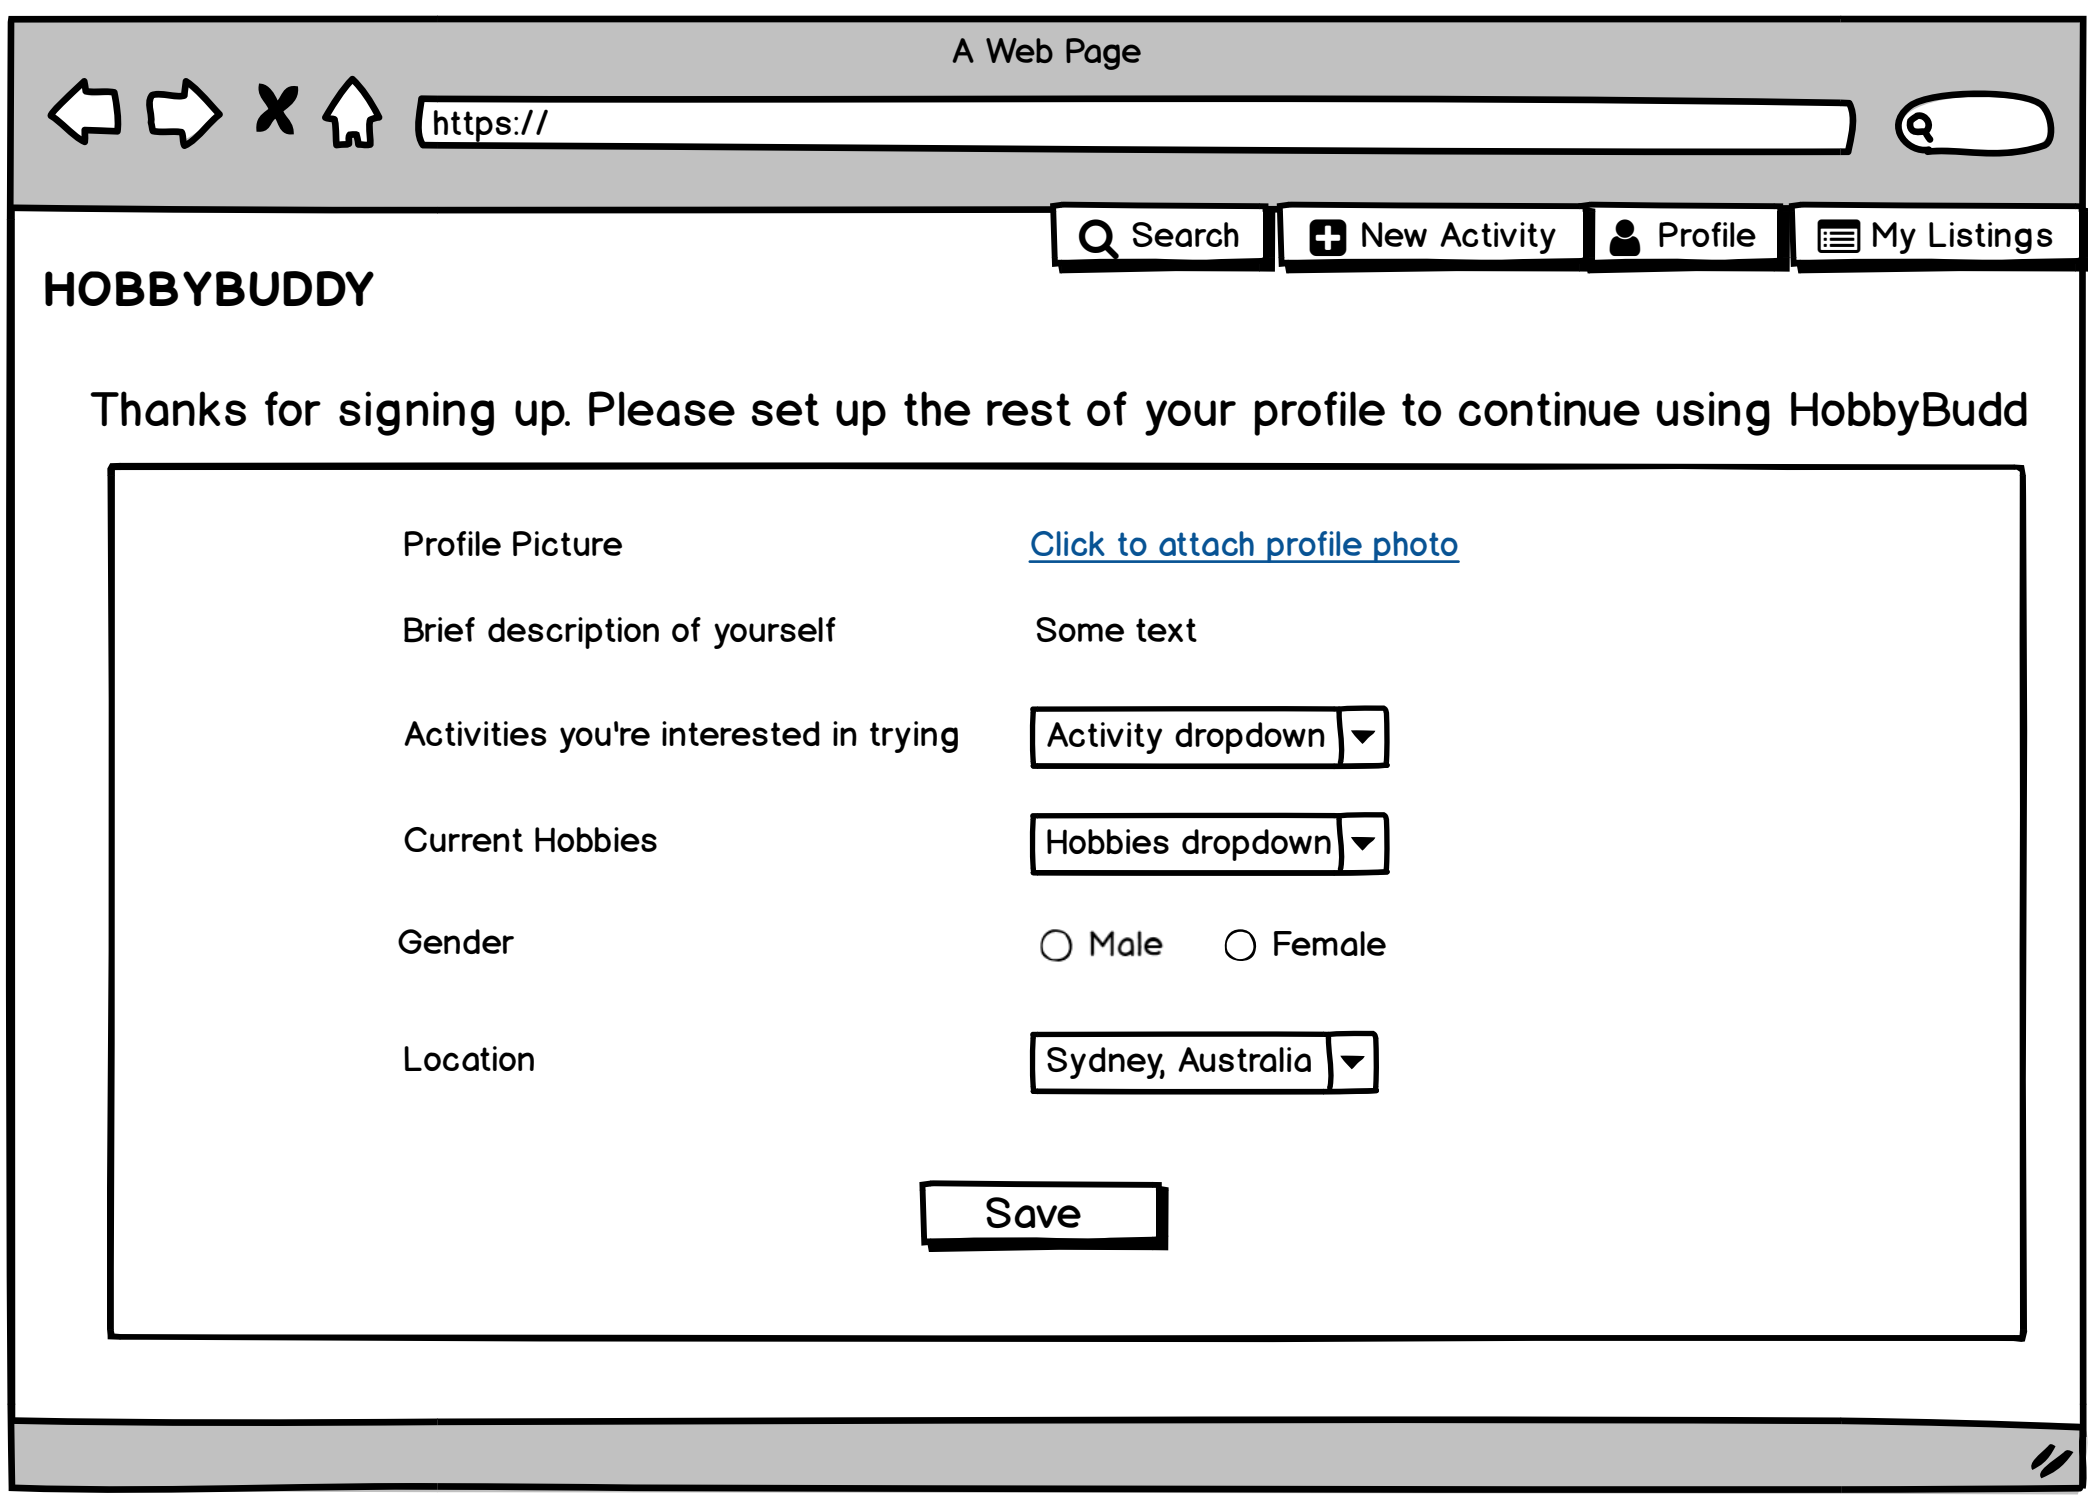 A Web Page
https://
Search New Activity Profile My Listings
HOBBYBUDDY
Thanks for signing up. Please set up the rest of your profile to continue using HobbyBudd
Profile Picture Click to attach profile photo
Brief description of yourself Some text
Activities you're interested in trying Activity dropdown
Current Hobbies Hobbies dropdown
Gender Male Female
Location Sydney, Australia
Save